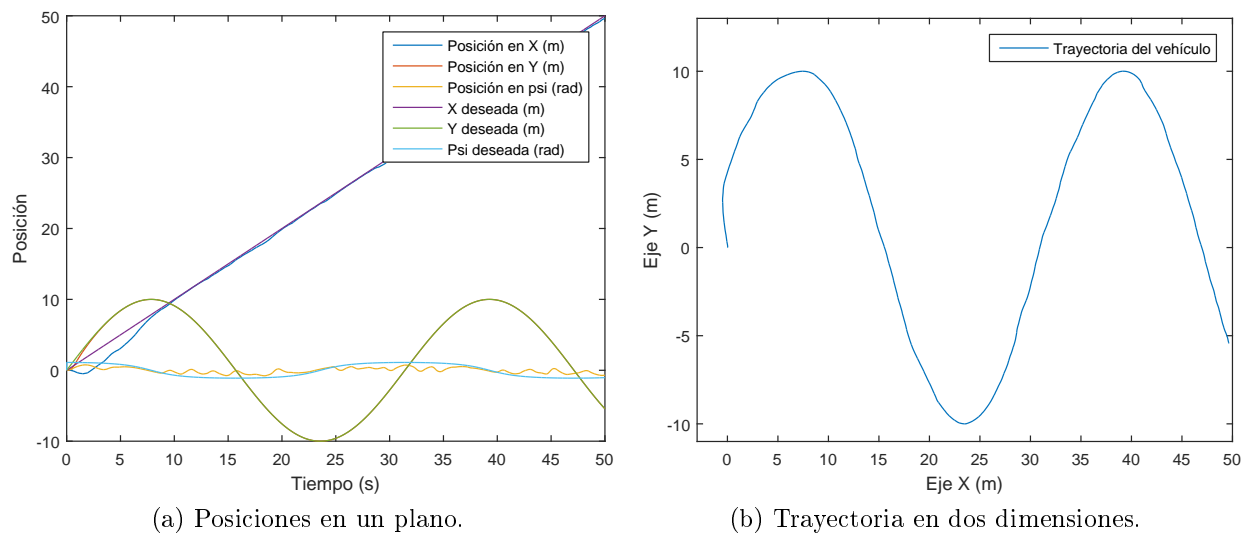 50
40
30
20
10
0
-10
Posición
0 5 10 15 20 25 30 35 40 45 50
Tiempo (s)
Posición en X (m)
Posición en Y (m)
Posición en psi (rad)
X deseada (m)
Y deseada (m)
Psi deseada (rad)
(a) Posiciones en un plano.
10
5
0
-5
-10
Eje Y (m)
0 5 10 15 20 25 30 35 40 45 50
Eje X (m)
Trayectoria del vehículo
(b) Trayectoria en dos dimensiones.